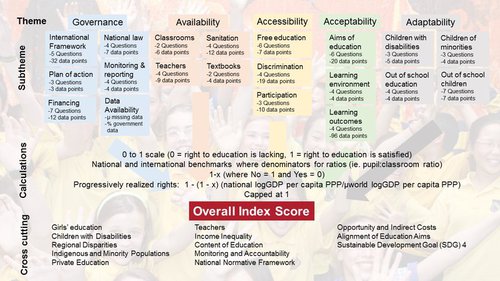 Theme Governance Availability Accessibility Acceptability Adaptability
Subtheme
International Framework
-5 Questions
-32 data points
Plan of action
-3 Questions
-3 data points
Financing
-7 Questions
-12 data points
National law
-4 Questions
-7 data points
Monitoring & reporting
-4 Questions
-4 data points
Data Availability
-µ missing data
-% government data
Classrooms
-2 Questions
-6 data points
Teachers
-4 Questions
-9 data points
Sanitation
-4 Questions
-12 data points
Textbooks
-2 Questions
-4 data points
Free education
-6 Questions
-7 data points
Discrimination
-4 Questions
-19 data points
Participation
-3 Questions
-10 data points
Aims of education
-6 Questions
-20 data points
Learning environment
-4 Questions
-4 data points
Learning outcomes
-4 Questions
-96 data points
Children with disabilities
-5 Questions
-5 data points
Out of school education
-4 Questions
-4 data points
Children of minorities
-3 Questions
-4 data points
Out of school children
-7 Questions
-7 data points
Calculations
0 to 1 scale (0 = right to education is lacking, 1 = right to education is satisfied)
National and international benchmarks where denominators for ratios (ie. pupil:classroom ratio)
1-x (where No = 1 and Yes = 0)
Progressively realized rights: 1 - (1 - x) (national logGDP per capita PPP/µworld logGDP per capita PPP)
Capped at 1
Overall Index Score
Cross cutting
Girls' education
Children with Disabilities
Regional Disparities
Indigenous and Minority Populations
Private Education
Teachers
Income Inequality
Content of Education
Monitoring and Accountability
National Normative Framework
Opportunity and Indirect Costs
Alignment of Education Aims
Sustainable Development Goal (SDG) 4